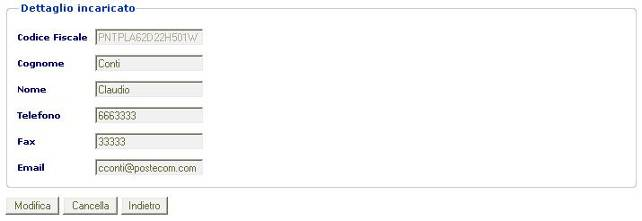 Dettaglio incaricato
Codice Fiscale PNTPLA62D22H501W
Cognome Conti
Nome Claudio
Telefono 6663333
Fax 33333
Email cconti@postecom.com
Modifica Cancella Indietro